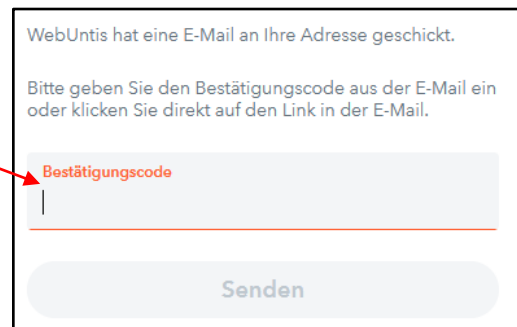 WebUntis hat eine E-Mail an Ihre Adresse geschickt.
Bitte geben Sie den Bestätigungscode aus der E-Mail ein
oder klicken Sie direkt auf den Link in der E-Mail.
Bestätigungscode
Senden